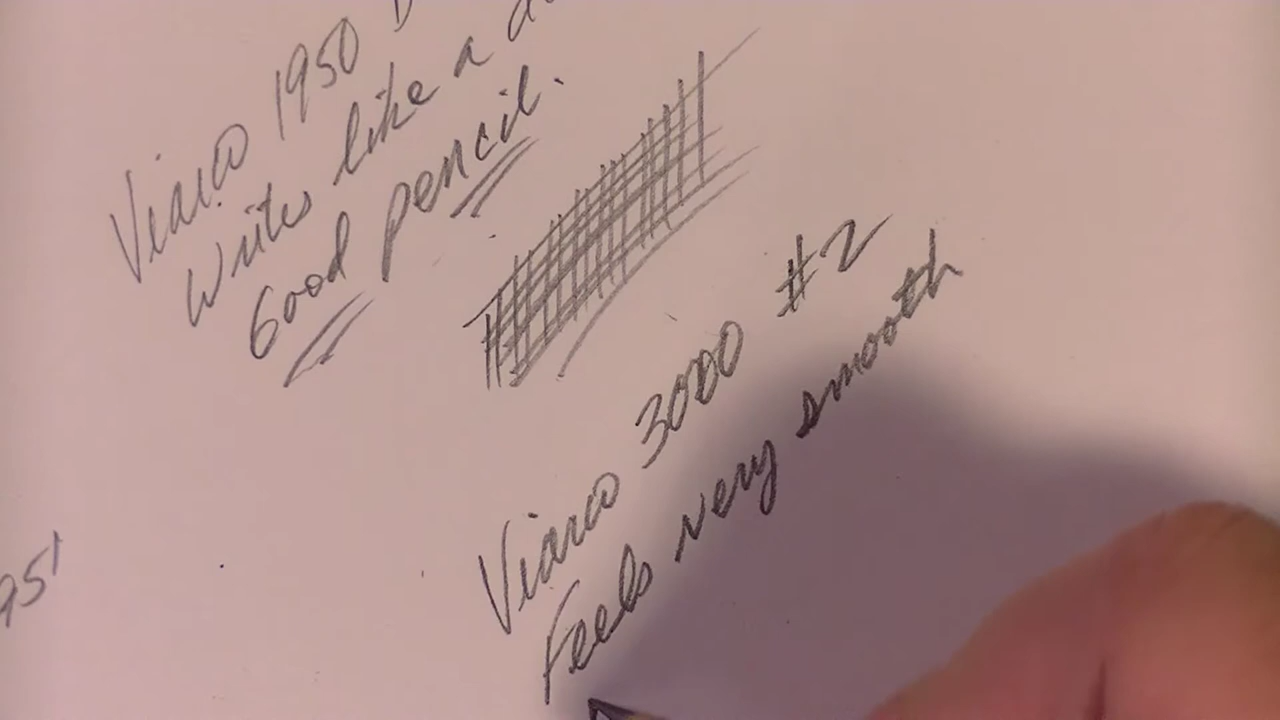 Viarco 1950
Writes like a
Good pencil.
Viarco 3000 #2
Feels very smooth